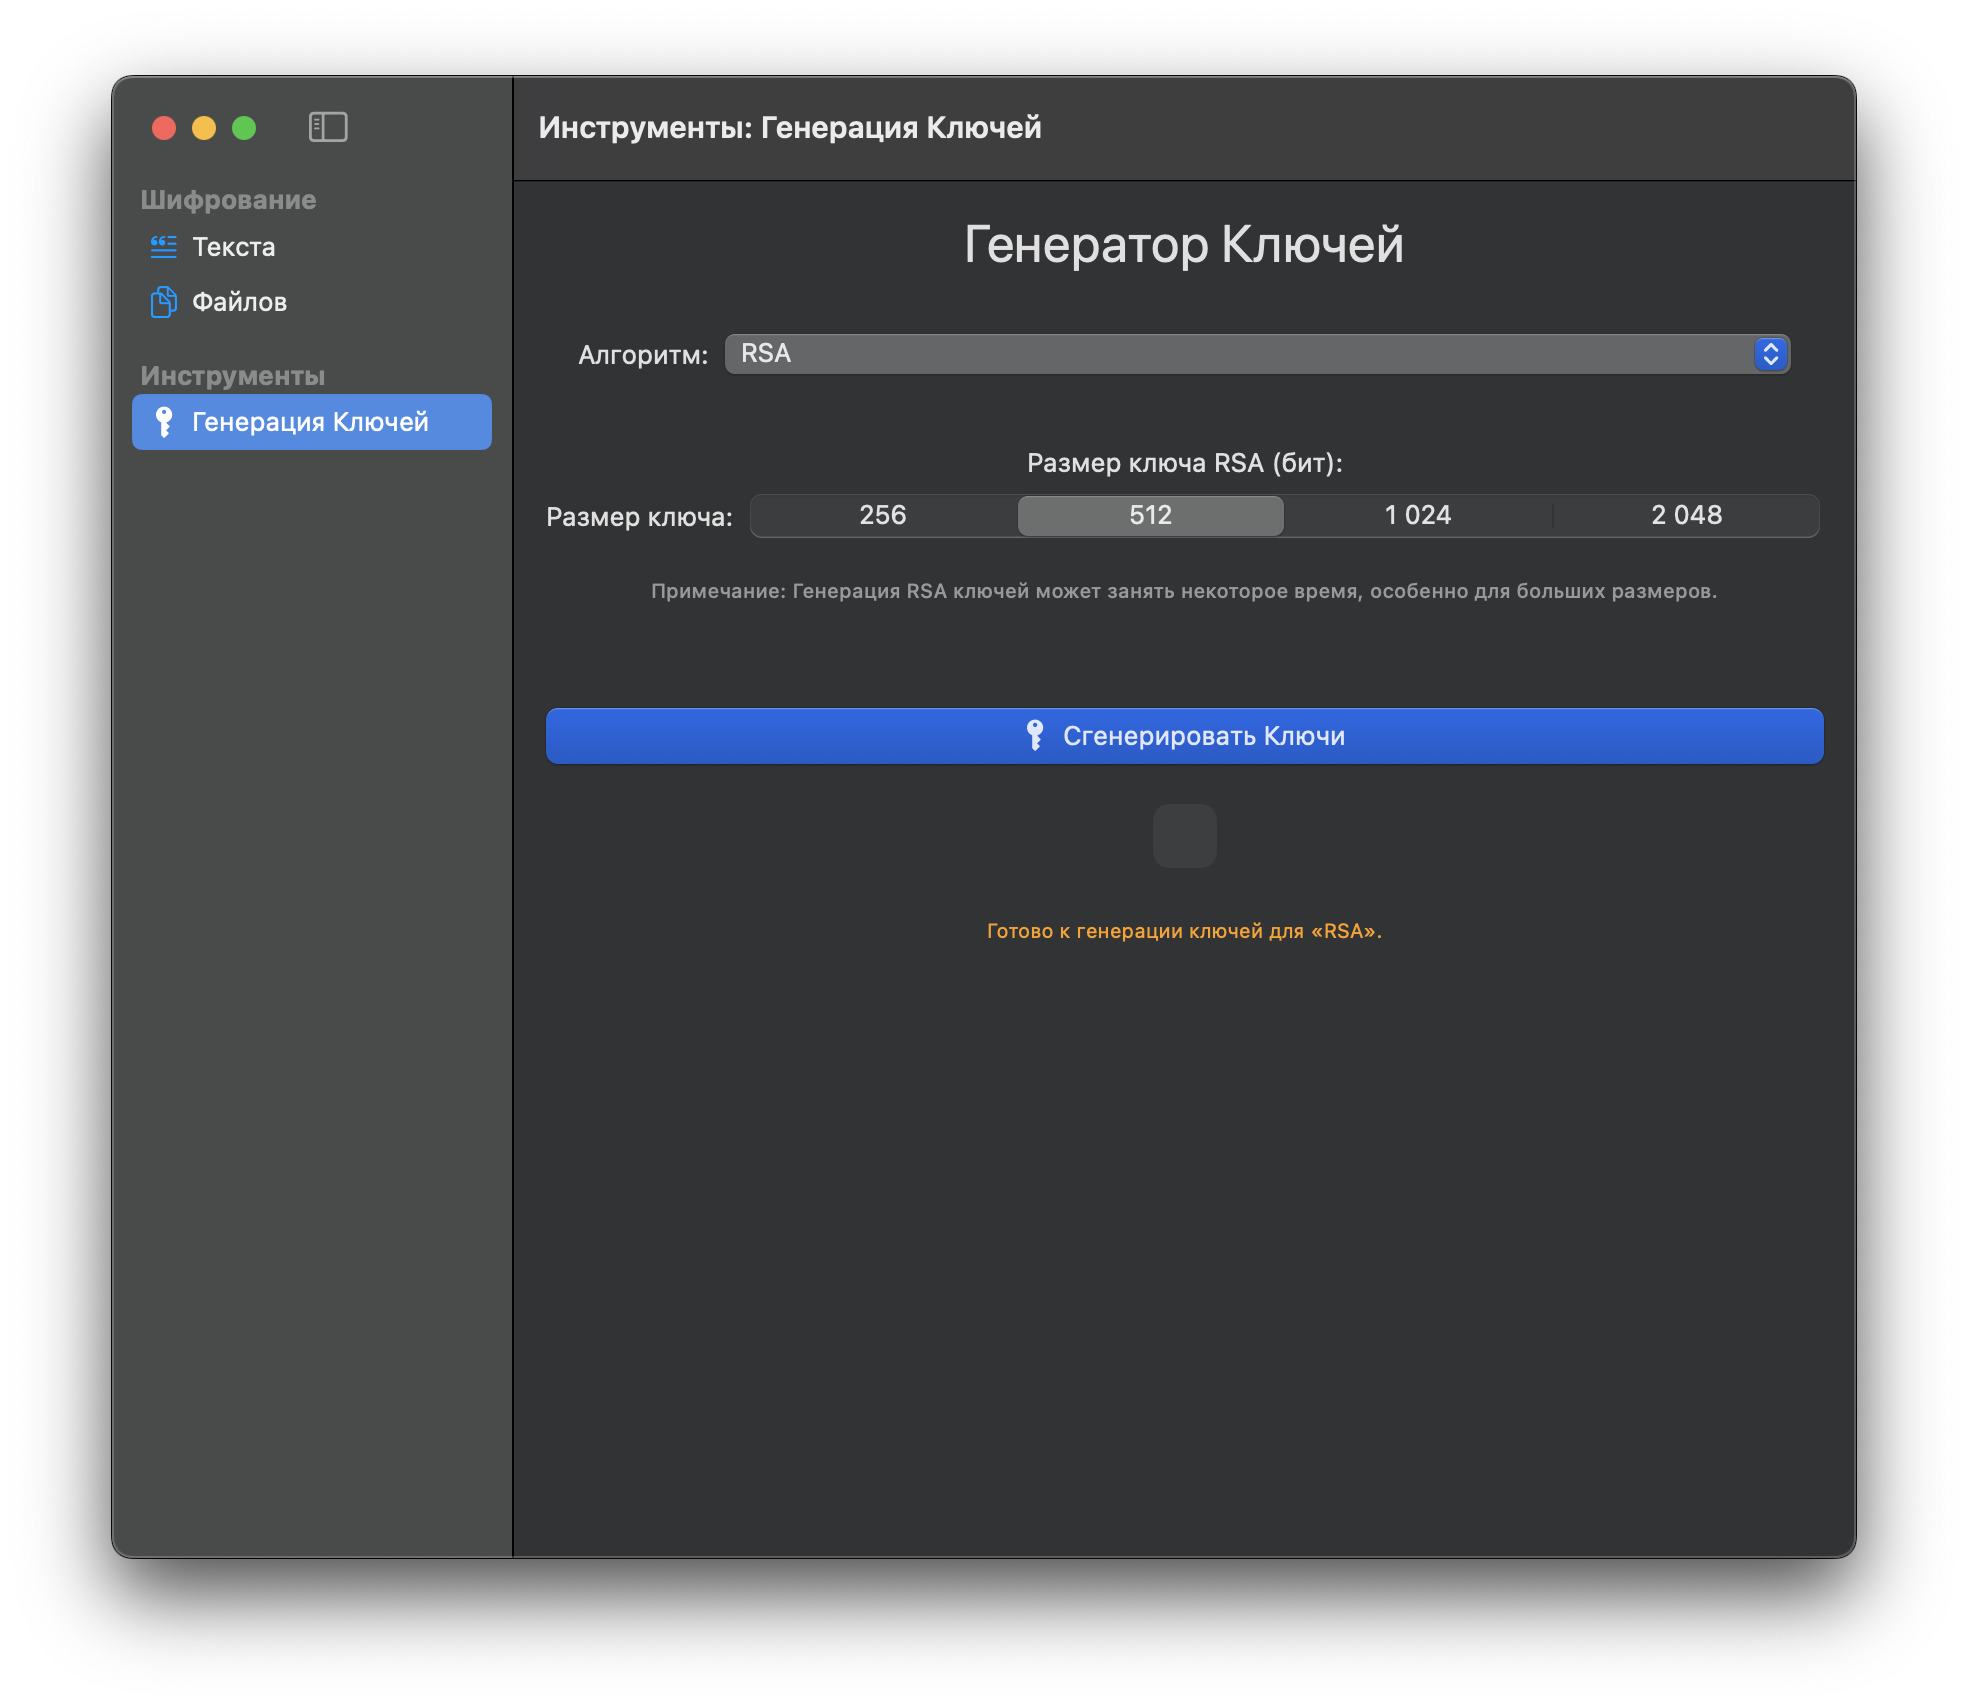 Инструменты: Генерация Ключей
Шифрование
Текста
Файлов
Инструменты
Генерация Ключей
Генератор Ключей
Алгоритм: RSA
Размер ключа RSA (бит):
Размер ключа: 256 512 1 024 2 048
Примечание: Генерация RSA ключей может занять некоторое время, особенно для больших размеров.
Сгенерировать Ключи
Готово к генерации ключей для «RSA».